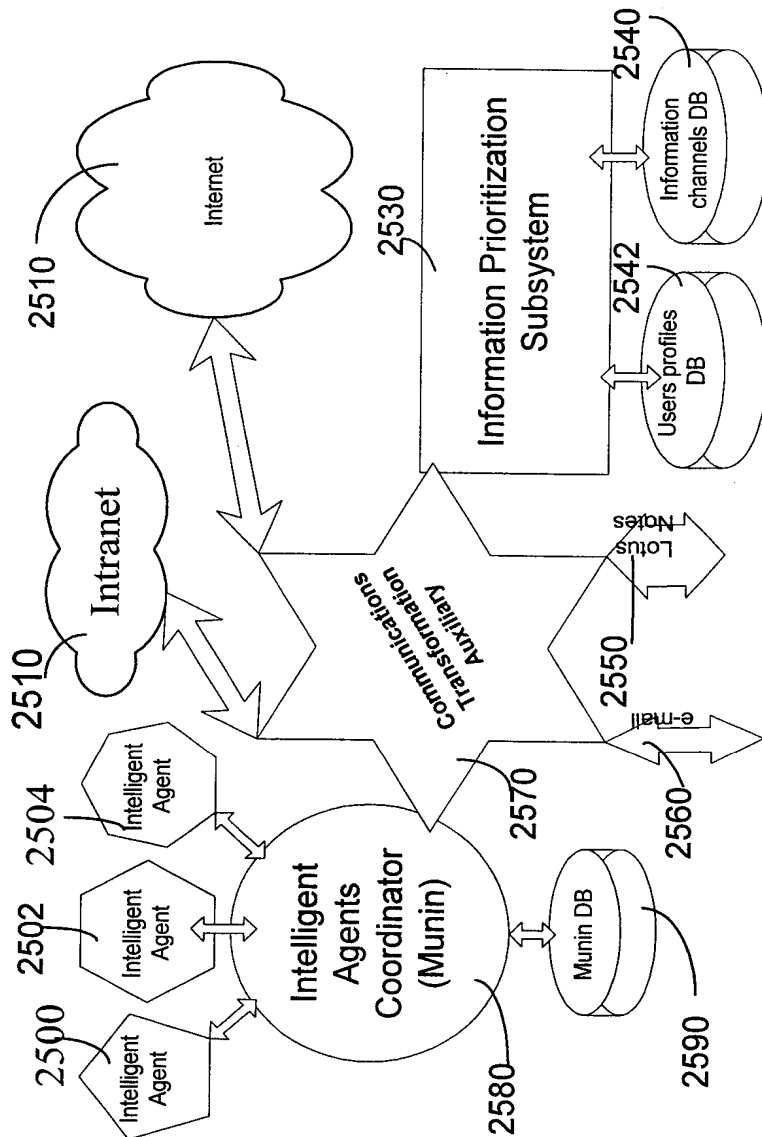 2510
Internet
2510
Intranet
2504
Intelligent
Agent
2502
Intelligent
Agent
2500
Intelligent
Agent
Intelligent
Agents
Coordinator
(Munin)
2580
Munin DB
2590
2570
Communications
Transformation
Auxiliary
2560
e-mail
2550
Lotus
Notes
2530
Information Prioritization
Subsystem
2542
Users profiles
DB
2540
Information
channels DB